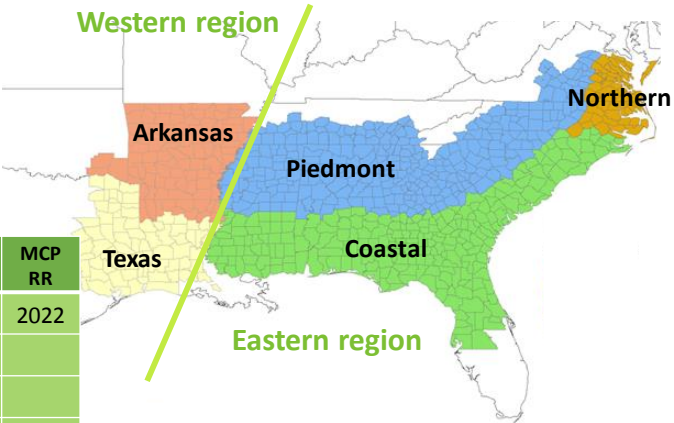 Western region
Northern
Arkansas
Piedmont
MCP
RR
Texas
Coastal
2022
Eastern region